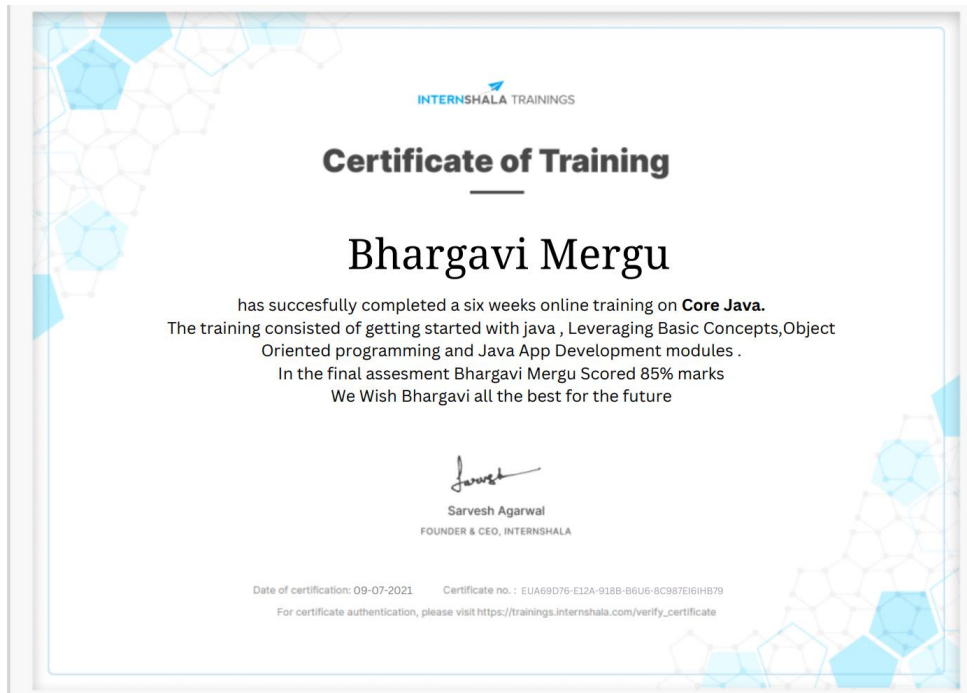 INTERNSHALA TRAININGS
Certificate of Training
Bhargavi Mergu
has succesfully completed a six weeks online training on Core Java.
The training consisted of getting started with java , Leveraging Basic Concepts,Object
Oriented programming and Java App Development modules .
In the final assesment Bhargavi Mergu Scored 85% marks
We Wish Bhargavi all the best for the future
Sarvesh
Sarvesh Agarwal
FOUNDER & CEO, INTERNSHALA
Date of certification: 09-07-2021 Certificate no. : EUA69D76-E12A-918B-B6U6-8C987EI6IHB79
For certificate authentication, please visit https://trainings.internshala.com/verify_certificate